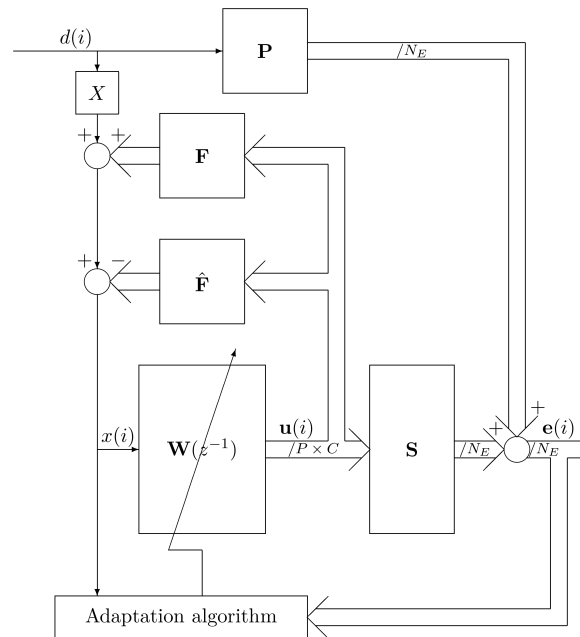 d(i)
P
/N_E
X
+ +
F
+ −
F̂
x(i)
W(z⁻¹)
u(i)
/P × C
S
+
+
/N_E
e(i)
/N_E
Adaptation algorithm